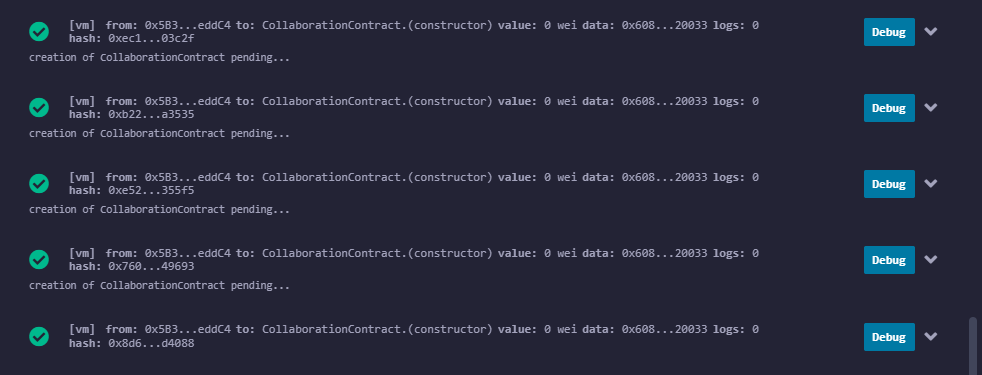 [vm] from: 0x5B3...eddC4 to: CollaborationContract.(constructor) value: 0 wei data: 0x608...20033 logs: 0
hash: 0xec1...03c2f
Debug
creation of CollaborationContract pending...
[vm] from: 0x5B3...eddC4 to: CollaborationContract.(constructor) value: 0 wei data: 0x608...20033 logs: 0
hash: 0xb22...a3535
Debug
creation of CollaborationContract pending...
[vm] from: 0x5B3...eddC4 to: CollaborationContract.(constructor) value: 0 wei data: 0x608...20033 logs: 0
hash: 0xe52...355f5
Debug
creation of CollaborationContract pending...
[vm] from: 0x5B3...eddC4 to: CollaborationContract.(constructor) value: 0 wei data: 0x608...20033 logs: 0
hash: 0x760...49693
Debug
creation of CollaborationContract pending...
[vm] from: 0x5B3...eddC4 to: CollaborationContract.(constructor) value: 0 wei data: 0x608...20033 logs: 0
hash: 0x8d6...d4088
Debug